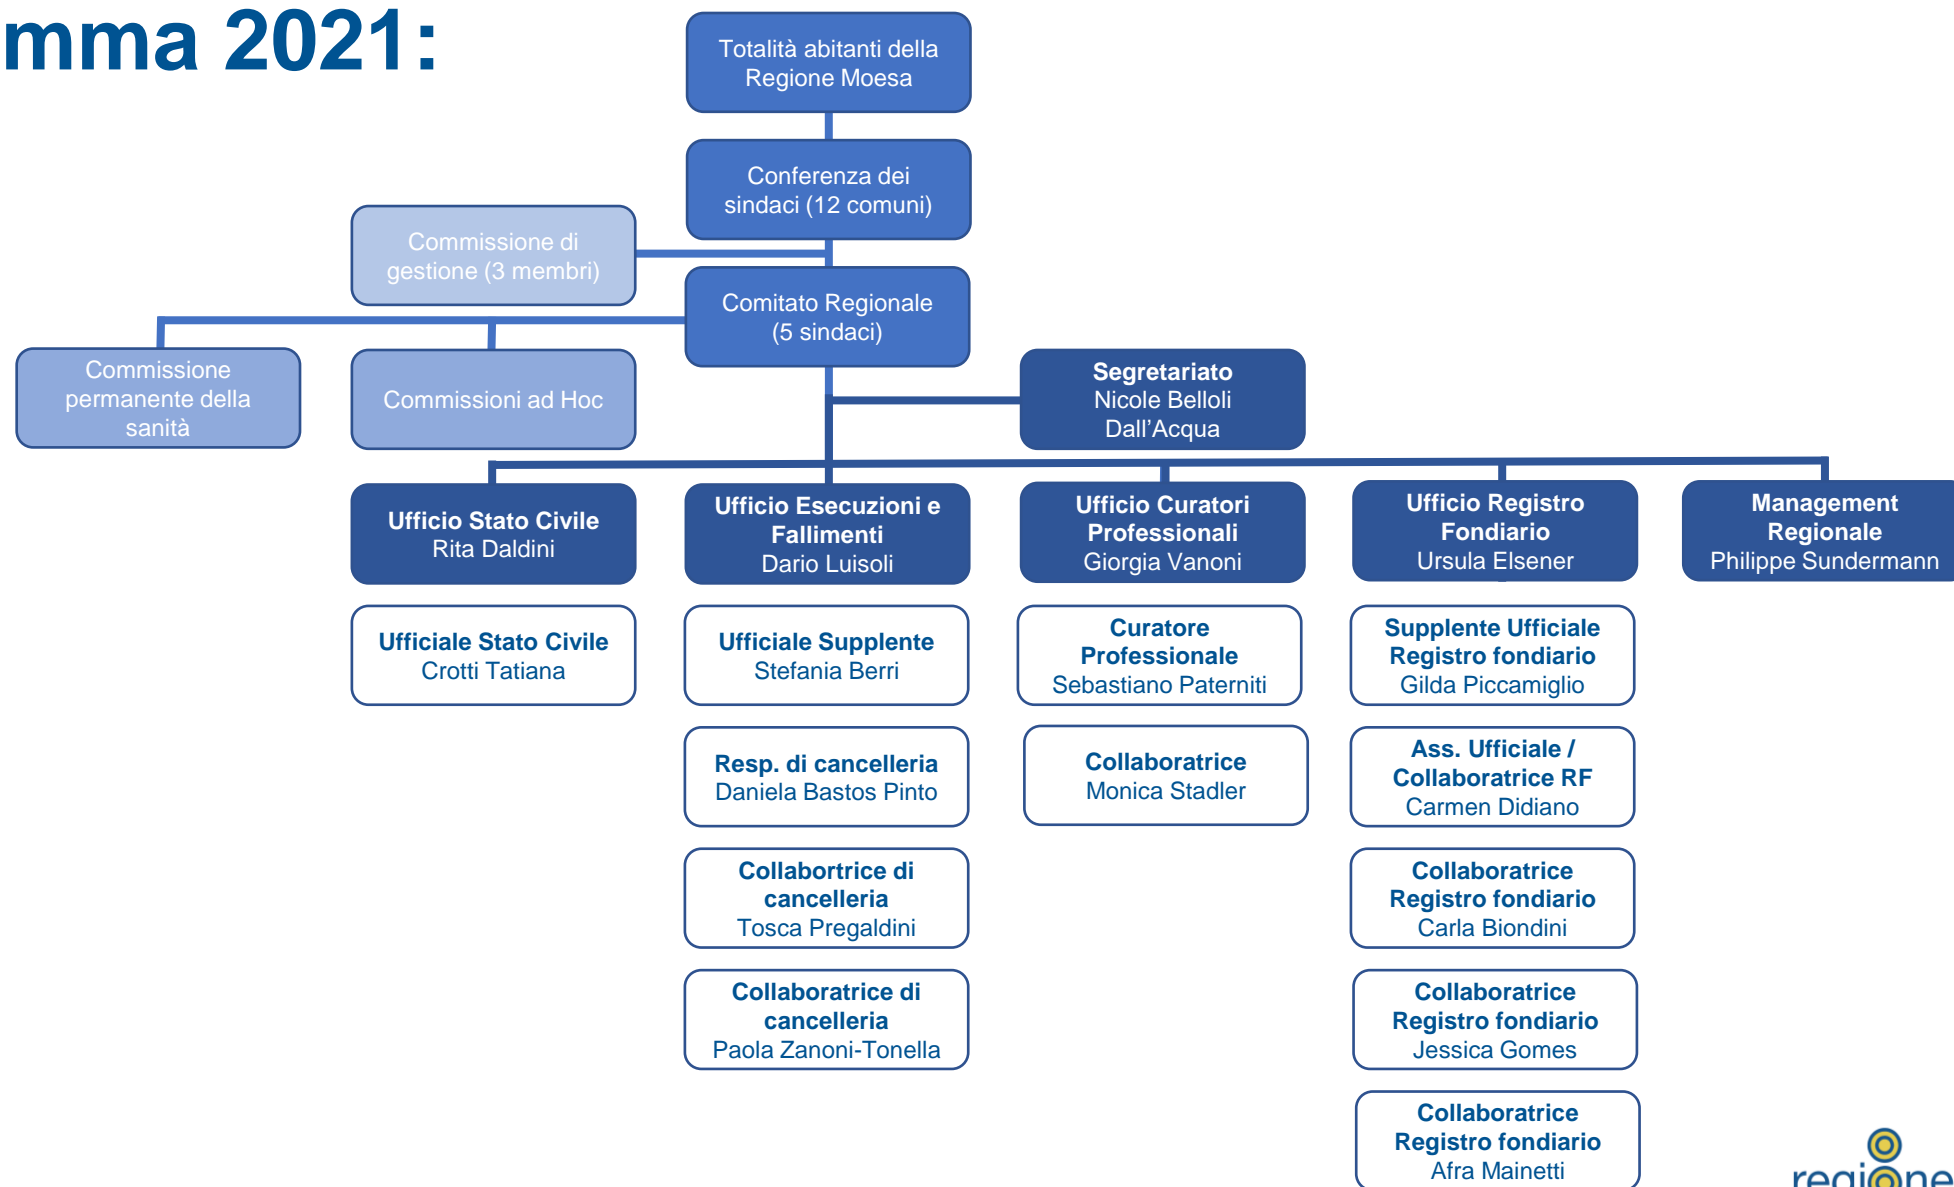 mma 2021:
Totalità abitanti della
Regione Moesa
Conferenza dei
sindaci (12 comuni)
Commissione di
gestione (3 membri)
Comitato Regionale
(5 sindaci)
Commissione
permanente della
sanità
Commissioni ad Hoc
Segretariato
Nicole Belloli
Dall’Acqua
Ufficio Stato Civile
Rita Daldini
Ufficio Esecuzioni e
Fallimenti
Dario Luisoli
Ufficio Curatori
Professionali
Giorgia Vanoni
Ufficio Registro
Fondiario
Ursula Elsener
Management
Regionale
Philippe Sundermann
Ufficiale Stato Civile
Crotti Tatiana
Ufficiale Supplente
Stefania Berri
Curatore
Professionale
Sebastiano Paterniti
Supplente Ufficiale
Registro fondiario
Gilda Piccamiglio
Resp. di cancelleria
Daniela Bastos Pinto
Collaboratrice
Monica Stadler
Ass. Ufficiale /
Collaboratrice RF
Carmen Didiano
Collabortrice di
cancelleria
Tosca Pregaldini
Collaboratrice
Registro fondiario
Carla Biondini
Collaboratrice di
cancelleria
Paola Zanoni-Tonella
Collaboratrice
Registro fondiario
Jessica Gomes
Collaboratrice
Registro fondiario
Afra Mainetti
regione